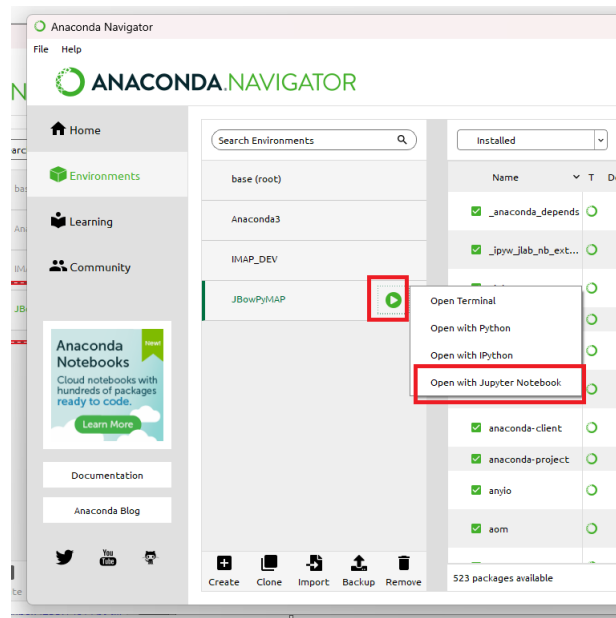 Anaconda Navigator
File Help
ANACONDA.NAVIGATOR
Home
Environments
Learning
Community
Anaconda
Notebooks
New!
Cloud notebooks with
hundreds of packages
ready to code.
Learn More
Documentation
Anaconda Blog
You
Tube
Search Environments
base (root)
Anaconda3
IMAP_DEV
JBowPyMAP
Create Clone Import Backup Remove
Open Terminal
Open with Python
Open with IPython
Open with Jupyter Notebook
Installed
Name T De
_anaconda_depends
_ipyw_jlab_nb_ext...
anaconda-client
anaconda-project
anyio
aom
523 packages available